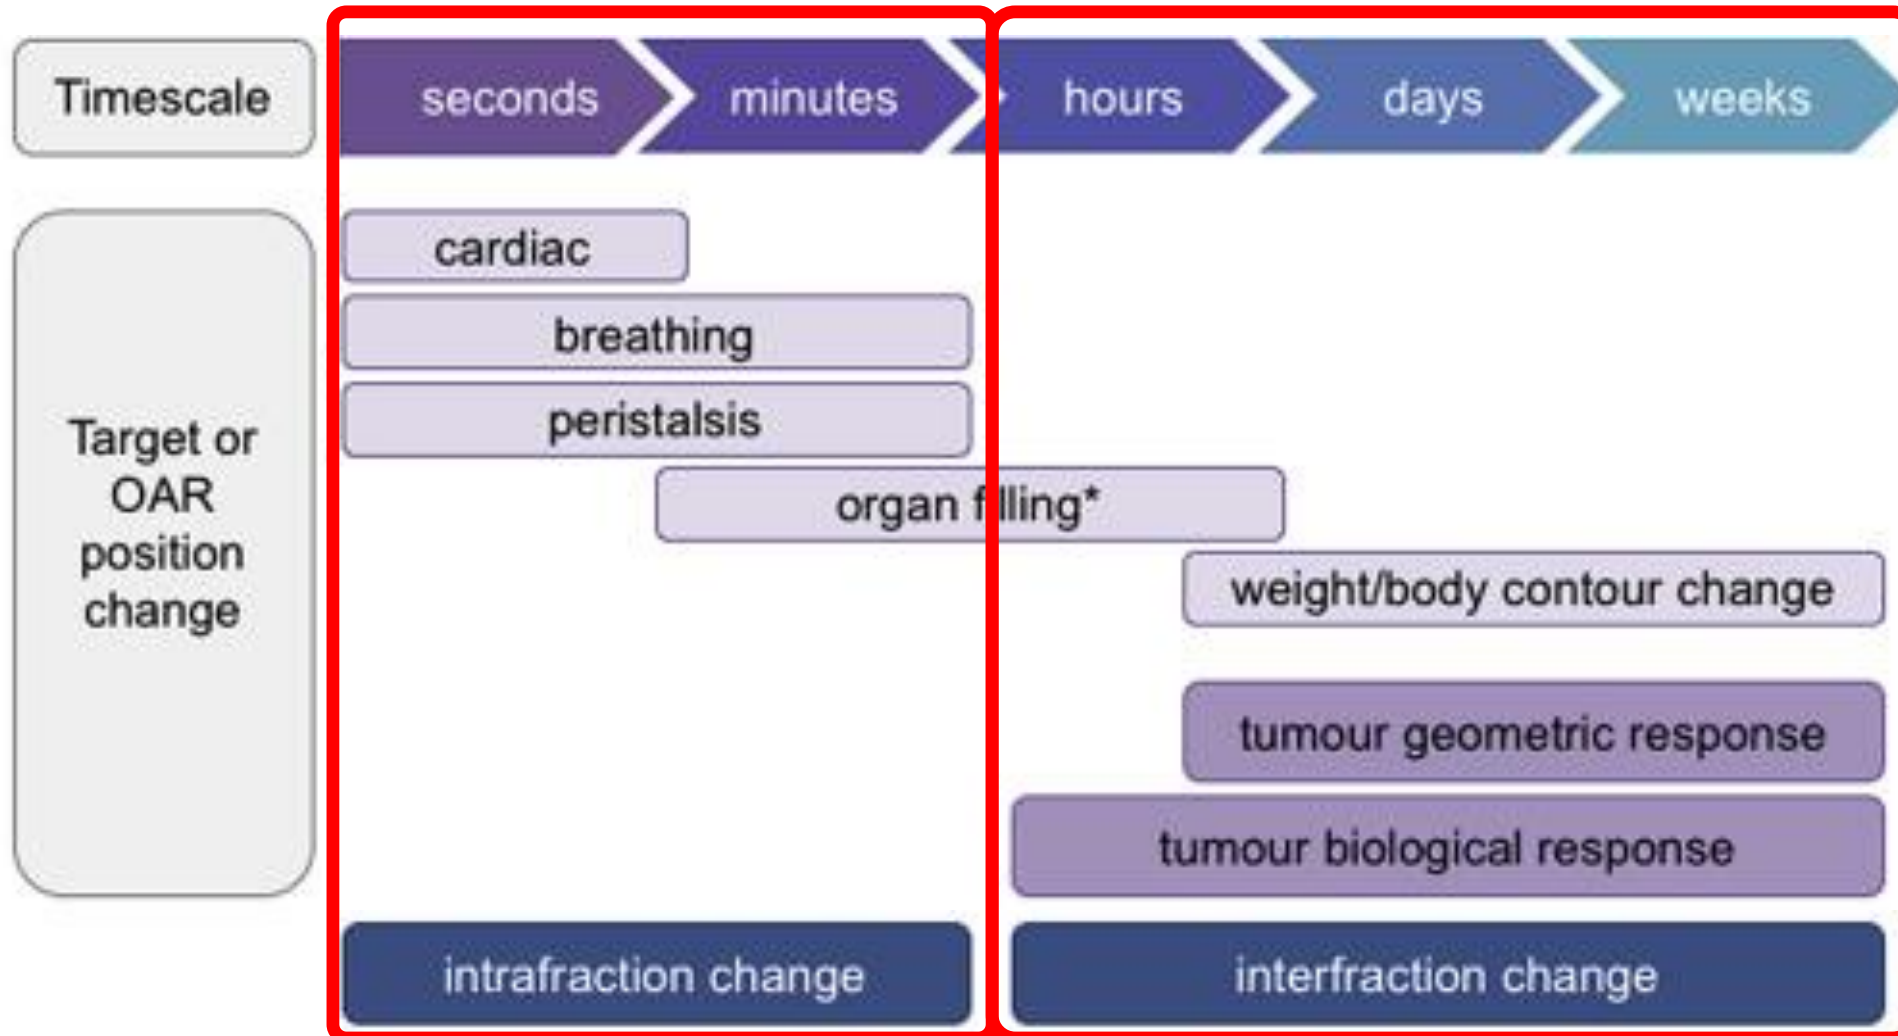 Timescale
seconds
minutes
hours
days
weeks
Target or
OAR
position
change
cardiac
breathing
peristalsis
organ filling*
weight/body contour change
tumour geometric response
tumour biological response
intrafraction change
interfraction change